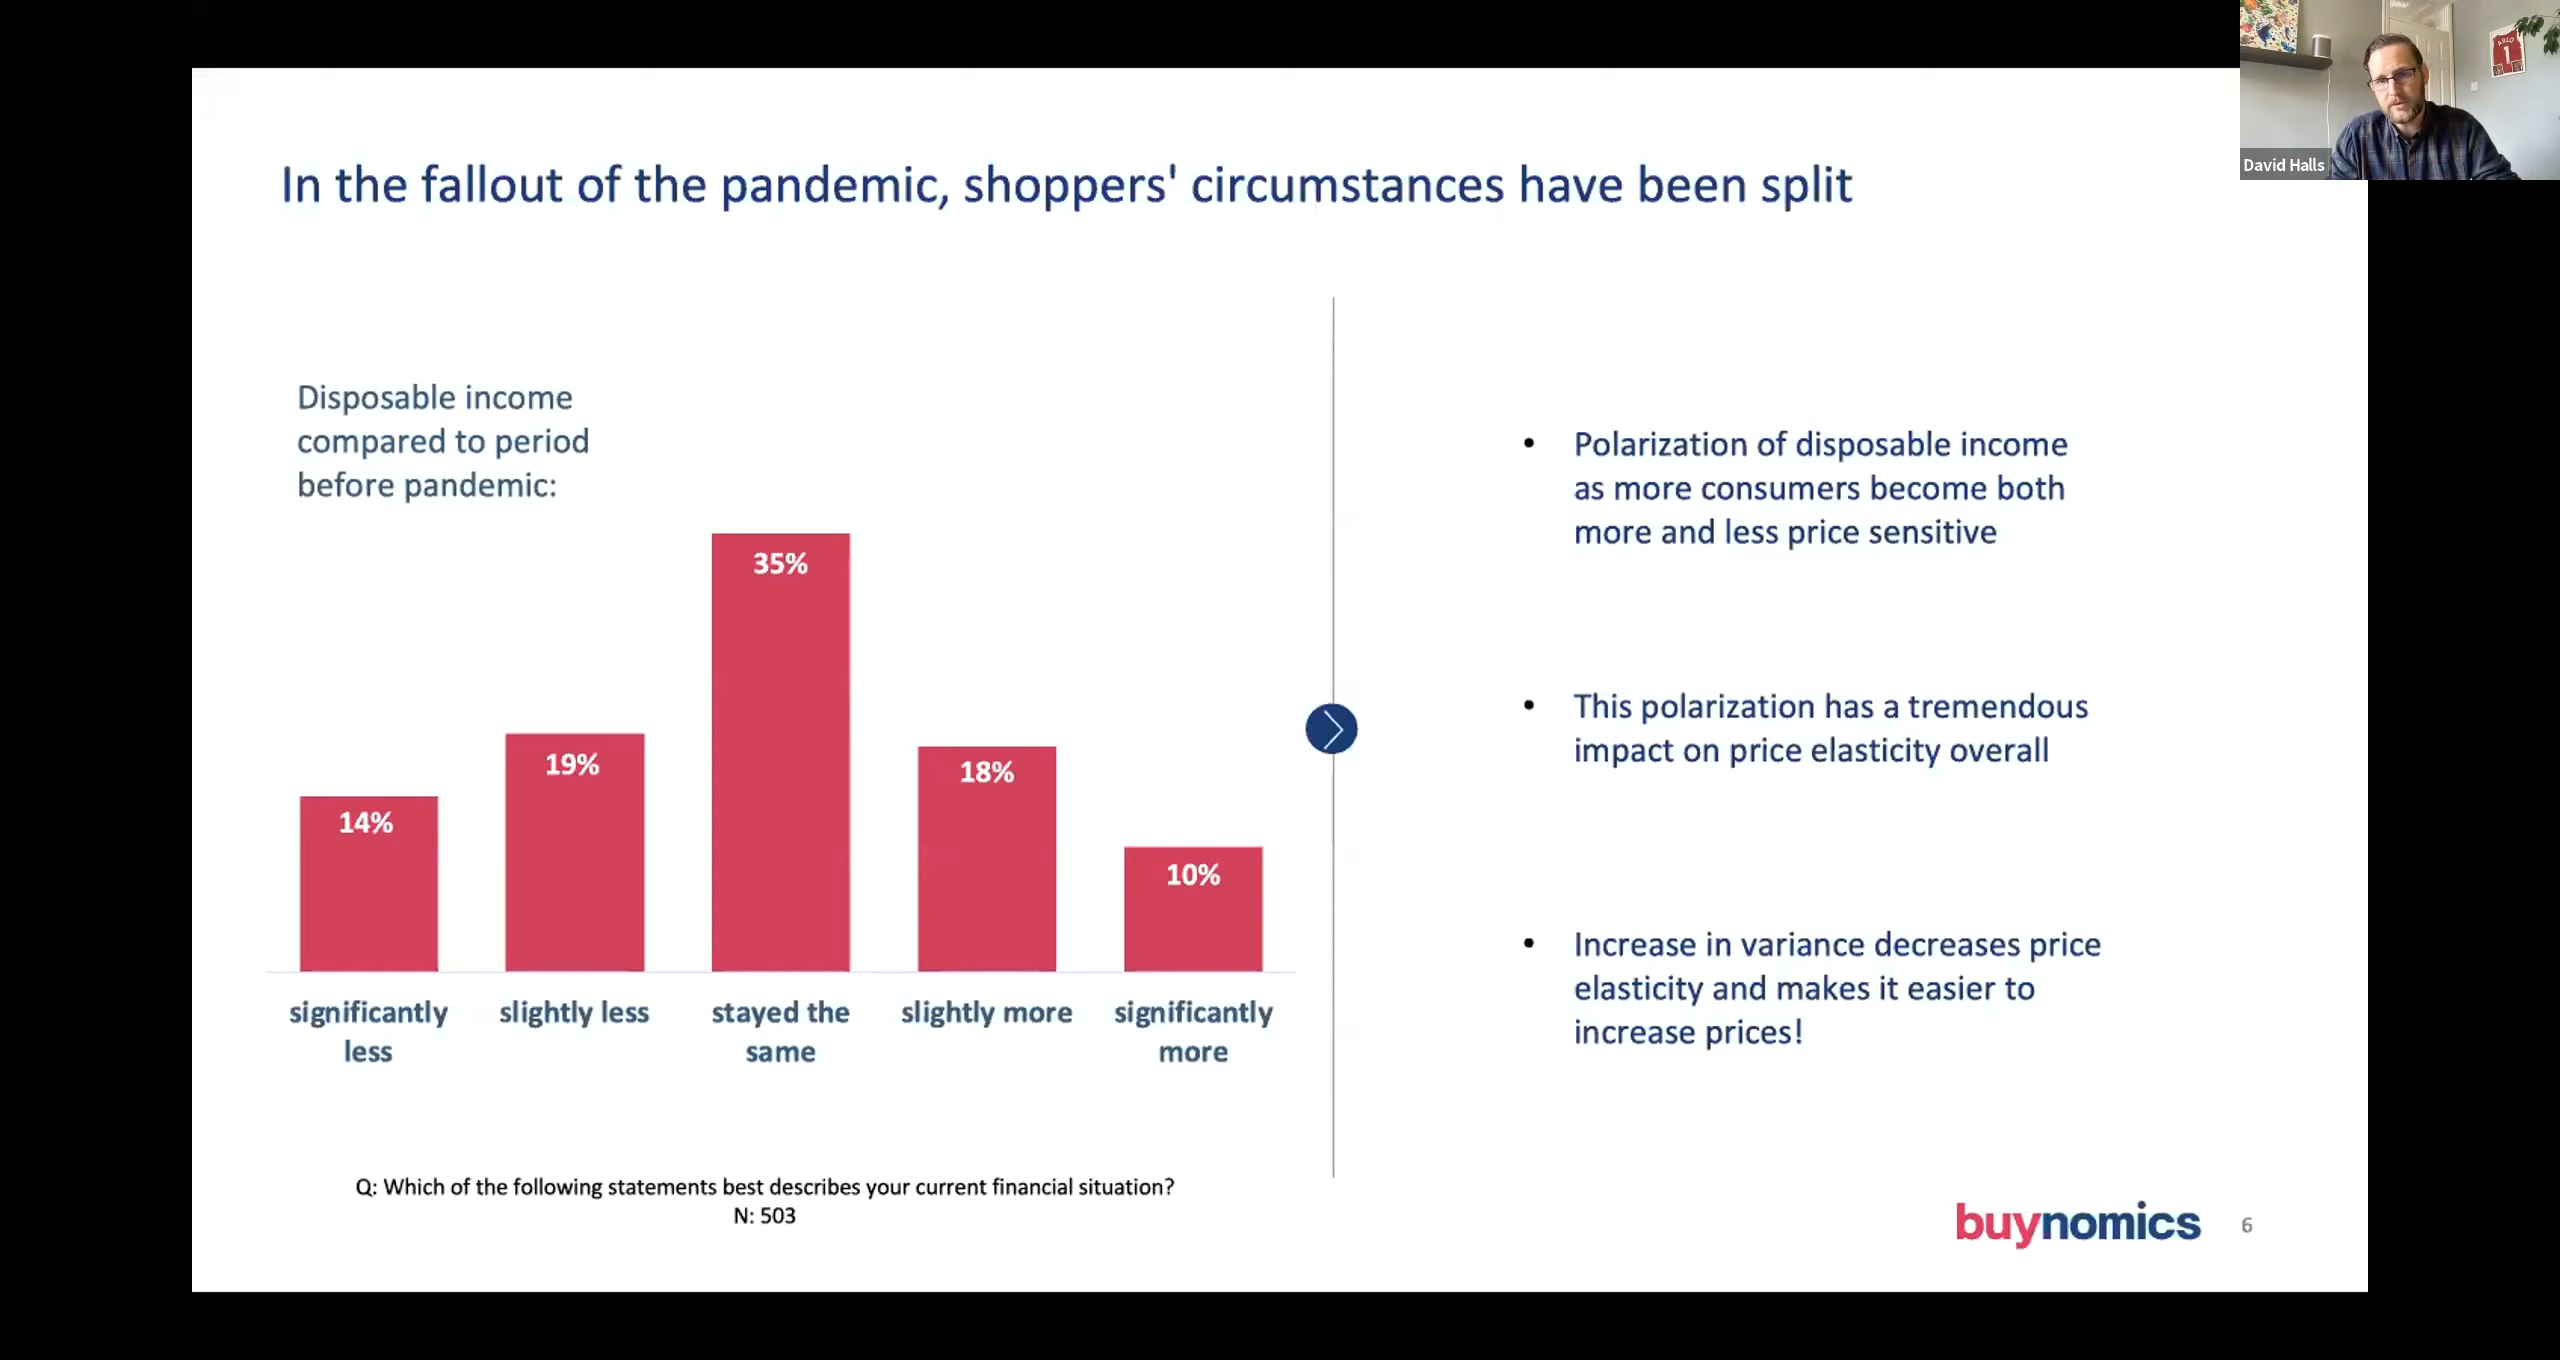 In the fallout of the pandemic, shoppers' circumstances have been split
David Halls
ARLO
1
Disposable income
compared to period
before pandemic:
14%
19%
35%
18%
10%
significantly
less
slightly less
stayed the
same
slightly more
significantly
more
Q: Which of the following statements best describes your current financial situation?
N: 503
• Polarization of disposable income
as more consumers become both
more and less price sensitive
• This polarization has a tremendous
impact on price elasticity overall
• Increase in variance decreases price
elasticity and makes it easier to
increase prices!
buynomics
6